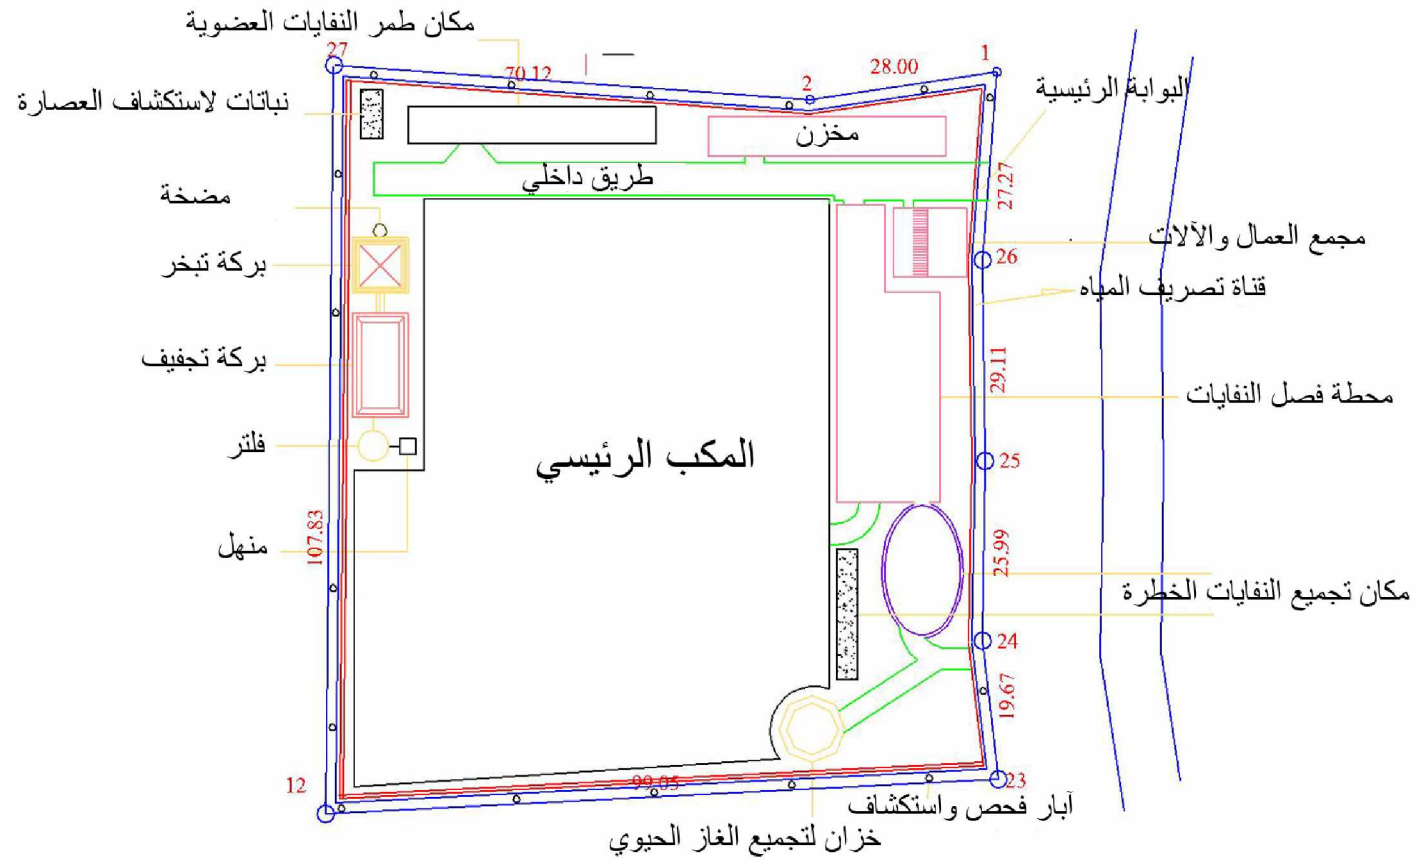 مكان طمر النفايات العضوية
27
1
70.12
2
28.00
البوابة الرئيسية
نباتات لاستكشاف العصارة
مخزن
طريق داخلي
27.27
مضخة
مجمع العمال والآلات
26
بركة تبخر
قناة تصريف المياه
بركة تجفيف
29.11
محطة فصل النفايات
فلتر
المكب الرئيسي
25
107.83
منهل
25.99
مكان تجميع النفايات الخطرة
24
19.67
12
99.05
23
آبار فحص واستكشاف
خزان لتجميع الغاز الحيوي